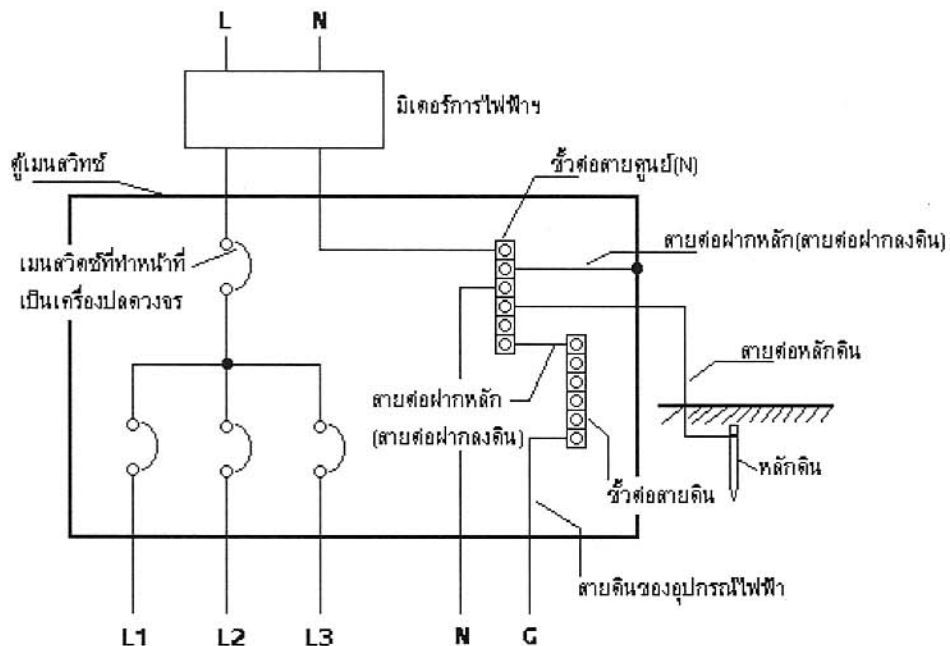 L N
มิเตอร์การไฟฟ้าฯ
ตู้เมนสวิทช์
ขั้วต่อสายศูนย์(N)
สายต่อฝากหลัก(สายต่อฝากลงดิน)
เมนสวิตช์ที่ทำหน้าที่
เป็นเครื่องปลดวงจร
สายต่อหลักดิน
สายต่อฝากหลัก
(สายต่อฝากลงดิน)
หลักดิน
ขั้วต่อสายดิน
สายดินของอุปกรณ์ไฟฟ้า
L1 L2 L3 N G